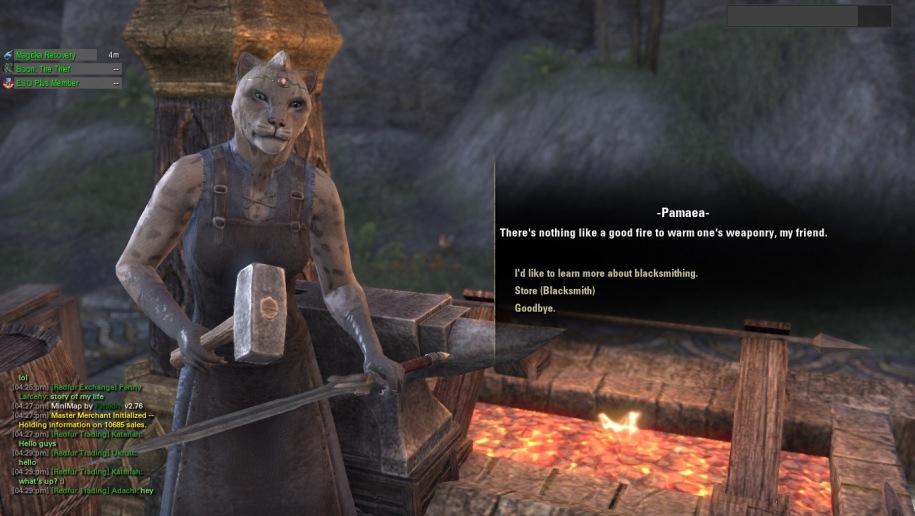 Magicka Recovery 4m
Boon: The Thief --
ESO Plus Member --
-Pamaea-
There's nothing like a good fire to warm one's weaponry, my friend.
I'd like to learn more about blacksmithing.
Store (Blacksmith)
Goodbye.
lol
[04:25:pm] [Redfur Exchange] Penny
Larceny: story of my life
[04:27:pm] MiniMap by v2.76
[04:27:pm] Master Merchant Initialized --
Holding information on 10685 sales.
[04:27:pm] [Redfur Trading]
Hello guys
[04:29:pm] [Redfur Trading]
hello
[04:29:pm] [Redfur Trading]
what's up? :)
[04:29:pm] [Redfur Trading] Adachi: hey